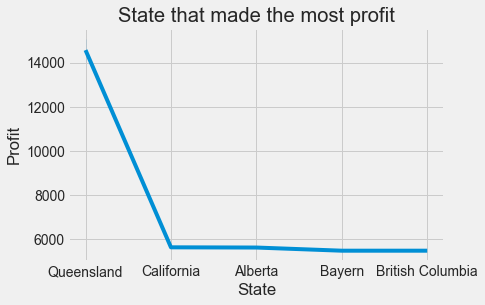 State that made the most profit
14000
12000
10000
8000
6000
Profit
Queensland California Alberta Bayern British Columbia
State